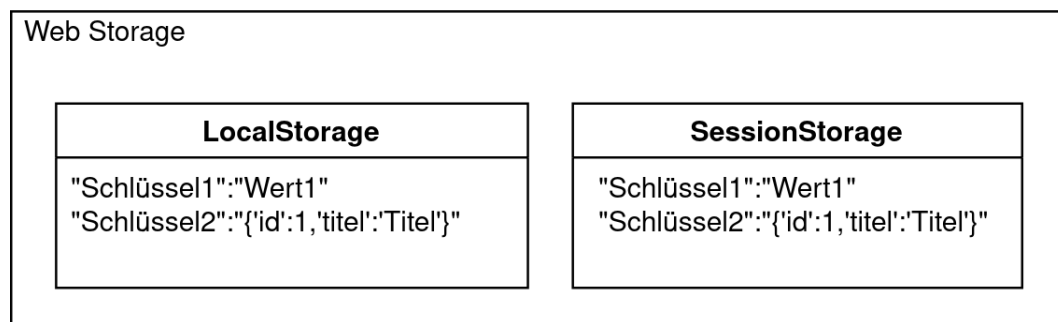 Web Storage
LocalStorage
"Schlüssel1":"Wert1"
"Schlüssel2":"{'id':1,'titel':'Titel'}"
SessionStorage
"Schlüssel1":"Wert1"
"Schlüssel2":"{'id':1,'titel':'Titel'}"